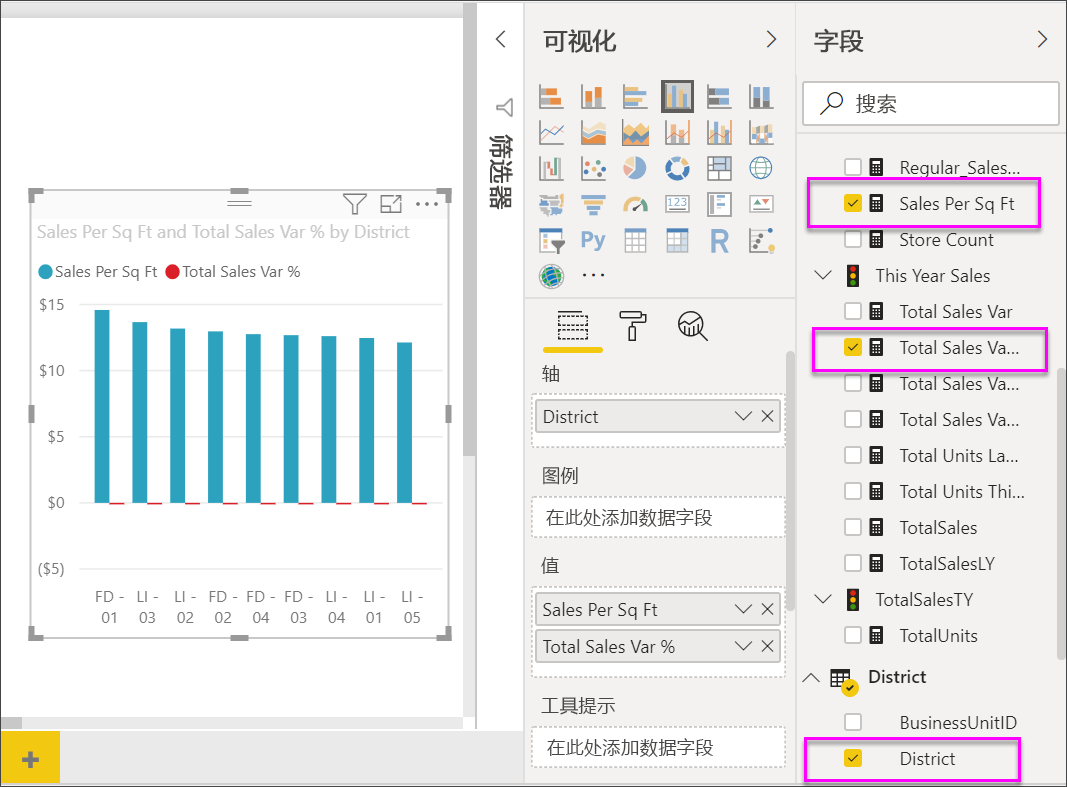 Sales Per Sq Ft and Total Sales Var % by District
Sales Per Sq Ft Total Sales Var %
$15
$10
$5
$0
($5)
FD - LI - LI - FD - FD - FD - LI - LI - LI -
01 03 02 02 04 03 04 01 05
筛选器
可视化
123
Py
R
轴
District
图例
在此处添加数据字段
值
Sales Per Sq Ft
Total Sales Var %
工具提示
在此处添加数据字段
字段
搜索
Regular_Sales...
Sales Per Sq Ft
Store Count
This Year Sales
Total Sales Var
Total Sales Va...
Total Sales Va...
Total Sales Va...
Total Units La...
Total Units Thi...
TotalSales
TotalSalesLY
TotalSalesTY
TotalUnits
District
BusinessUnitID
District